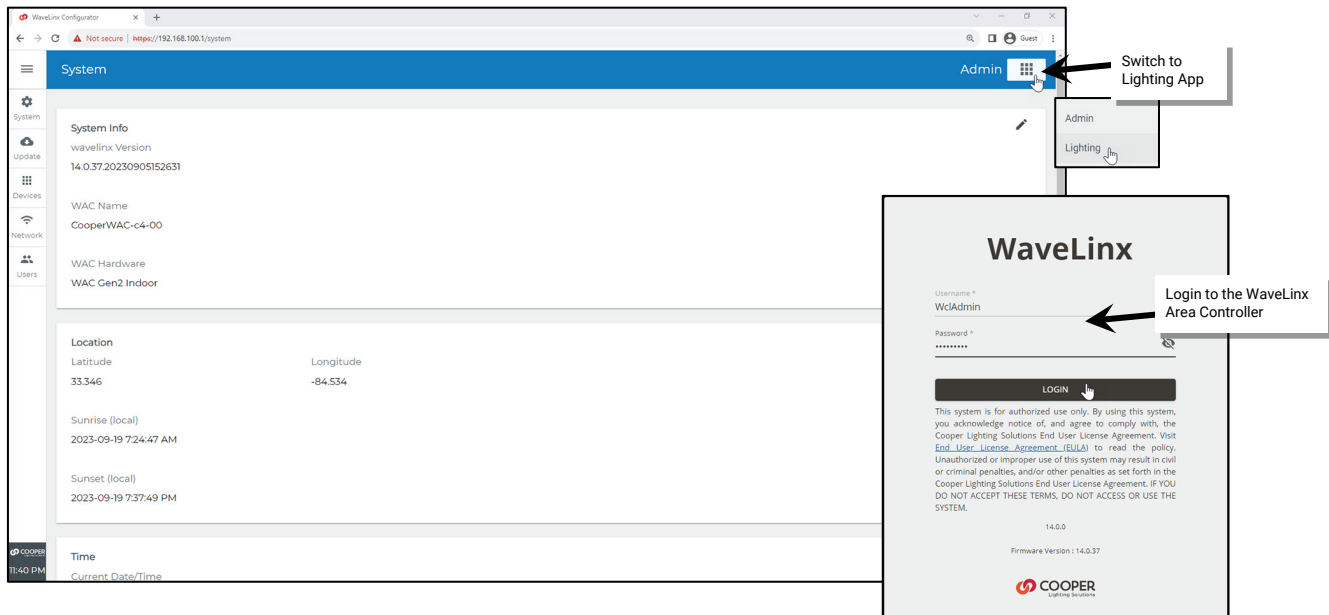 WaveLinx Configurator
Not secure | https://192.168.100.1/system
Guest
System
Admin
Switch to
Lighting App
System
Update
Devices
Network
Users
System Info
wavelinx Version
14.0.37.20230905152631
WAC Name
CooperWAC-c4-00
WAC Hardware
WAC Gen2 Indoor
Admin
Lighting
Location
Latitude
Longitude
33.346
-84.534
Sunrise (local)
2023-09-19 7:24:47 AM
Sunset (local)
2023-09-19 7:37:49 PM
Time
Current Date/Time
COOPER
11:40 PM
WaveLinx
Username *
WclAdmin
Password *
Login to the WaveLinx
Area Controller
LOGIN
This system is for authorized use only. By using this system,
you acknowledge notice of, and agree to comply with, the
Cooper Lighting Solutions End User License Agreement. Visit
End User License Agreement (EULA) to read the policy.
Unauthorized or improper use of this system may result in civil
or criminal penalties, and/or other penalties as set forth in the
Cooper Lighting Solutions End User License Agreement. IF YOU
DO NOT ACCEPT THESE TERMS, DO NOT ACCESS OR USE THE
SYSTEM.
14.0.0
Firmware Version : 14.0.37
COOPER
Lighting Solutions